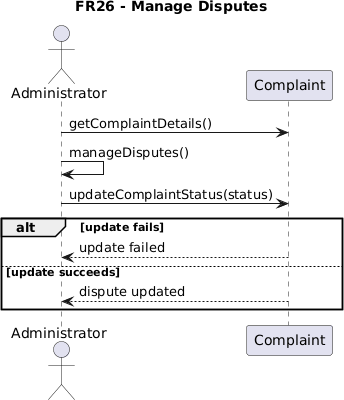 FR26 - Manage Disputes
Administrator
Complaint
getComplaintDetails()
manageDisputes()
updateComplaintStatus(status)
alt [update fails]
update failed
[update succeeds]
dispute updated
Administrator
Complaint